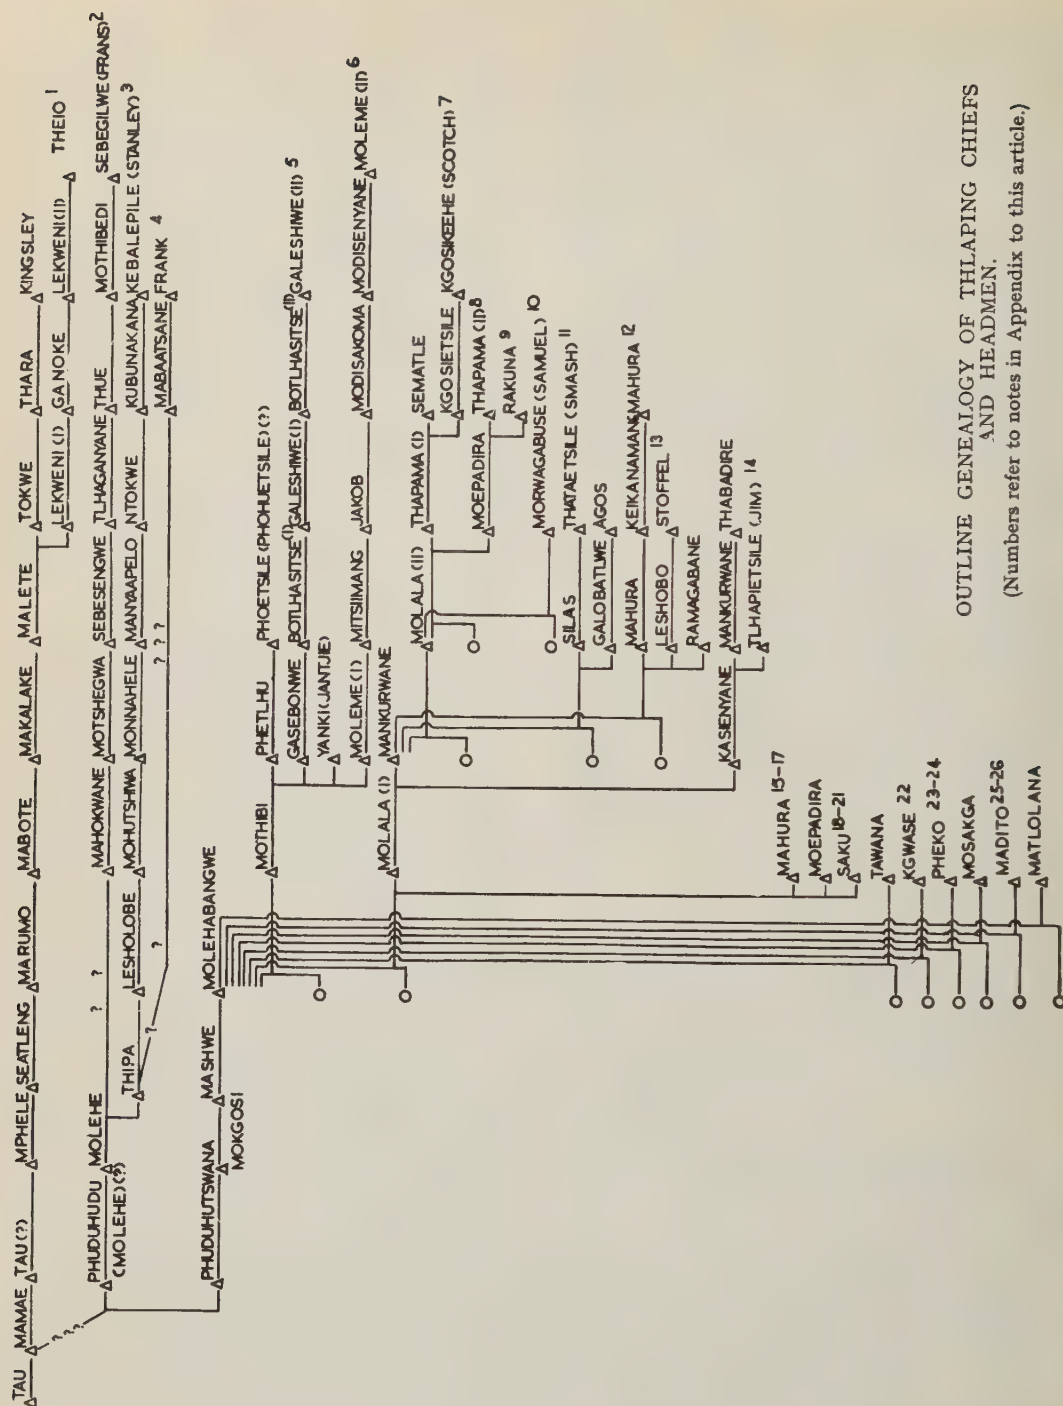 TAU MAMAE TAU(?) MPHELE SEATLENG MARUMO MABOTE MAKALAKE MALETE TOKWE THARA KINGSLEY
LEKWENI (I) GANOKE LEKWENI(II) THEIO 1
? ? ?
PHUDUHUDU MOLEHE ? ? MAHOKWANE MOTSHEGWA SEBESENGWE TLHAGANYANE THUE MOTHIBEDI SEBEGILWE (FRANS) 2
(MOLEHE)(?)
THIPA LESHOLOBE MOHUTSHWA MONNAHELE MANYAAPELO NTOKWE KUBUNAKANA KEBALEPILE (STANLEY) 3
? ? ? ? ? MABAATSANE FRANK 4
PHUDUHUTSWANA MASHWE MOLEHABANGWE
MOKGOSI
MOTHIBI PHETLHU PHOETSILE (PHOHUETSILE) (?)
GASEBONWE BOTLHASITSE (I) GALESHIWE (I) BOTLHASITSE (II) GALESHIWE (II) 5
YANKI (JANTJIE)
MOLEME (I) MITSIIMANG JAKOB MODISAKOMA MODISENYANE MOLEME (II) 6
MOLALA (I) MANKURWANE
MOLALA (II) THAPAMA (I) SEMATLE
KGOSIETSILE KGOSIKEEHE (SCOTCH) 7
MOEPADIRA THAPAMA (II) 8
RAKUNA 9
MORWAGABUSE (SAMUEL) 10
SILAS THATAETSILE (SMASH) 11
GALOBATLWE AGOS
MAHURA KEIKANAMANG MAHURA 12
LESHOBO STOFFEL 13
RAMAGABANE
KASIENYANE MANKURWANE THABADIRE
TLHAPIETSILE (JIM) 14
MAHURA 15-17
MOEPADIRA
SAKU 18-21
TAWANA
KGWASE 22
PHEKO 23-24
MOSAKGA
MADITO 25-26
MATLOLANA
OUTLINE GENEALOGY OF THLAPING CHIEFS
AND HEADMEN.
(Numbers refer to notes in Appendix to this article.)